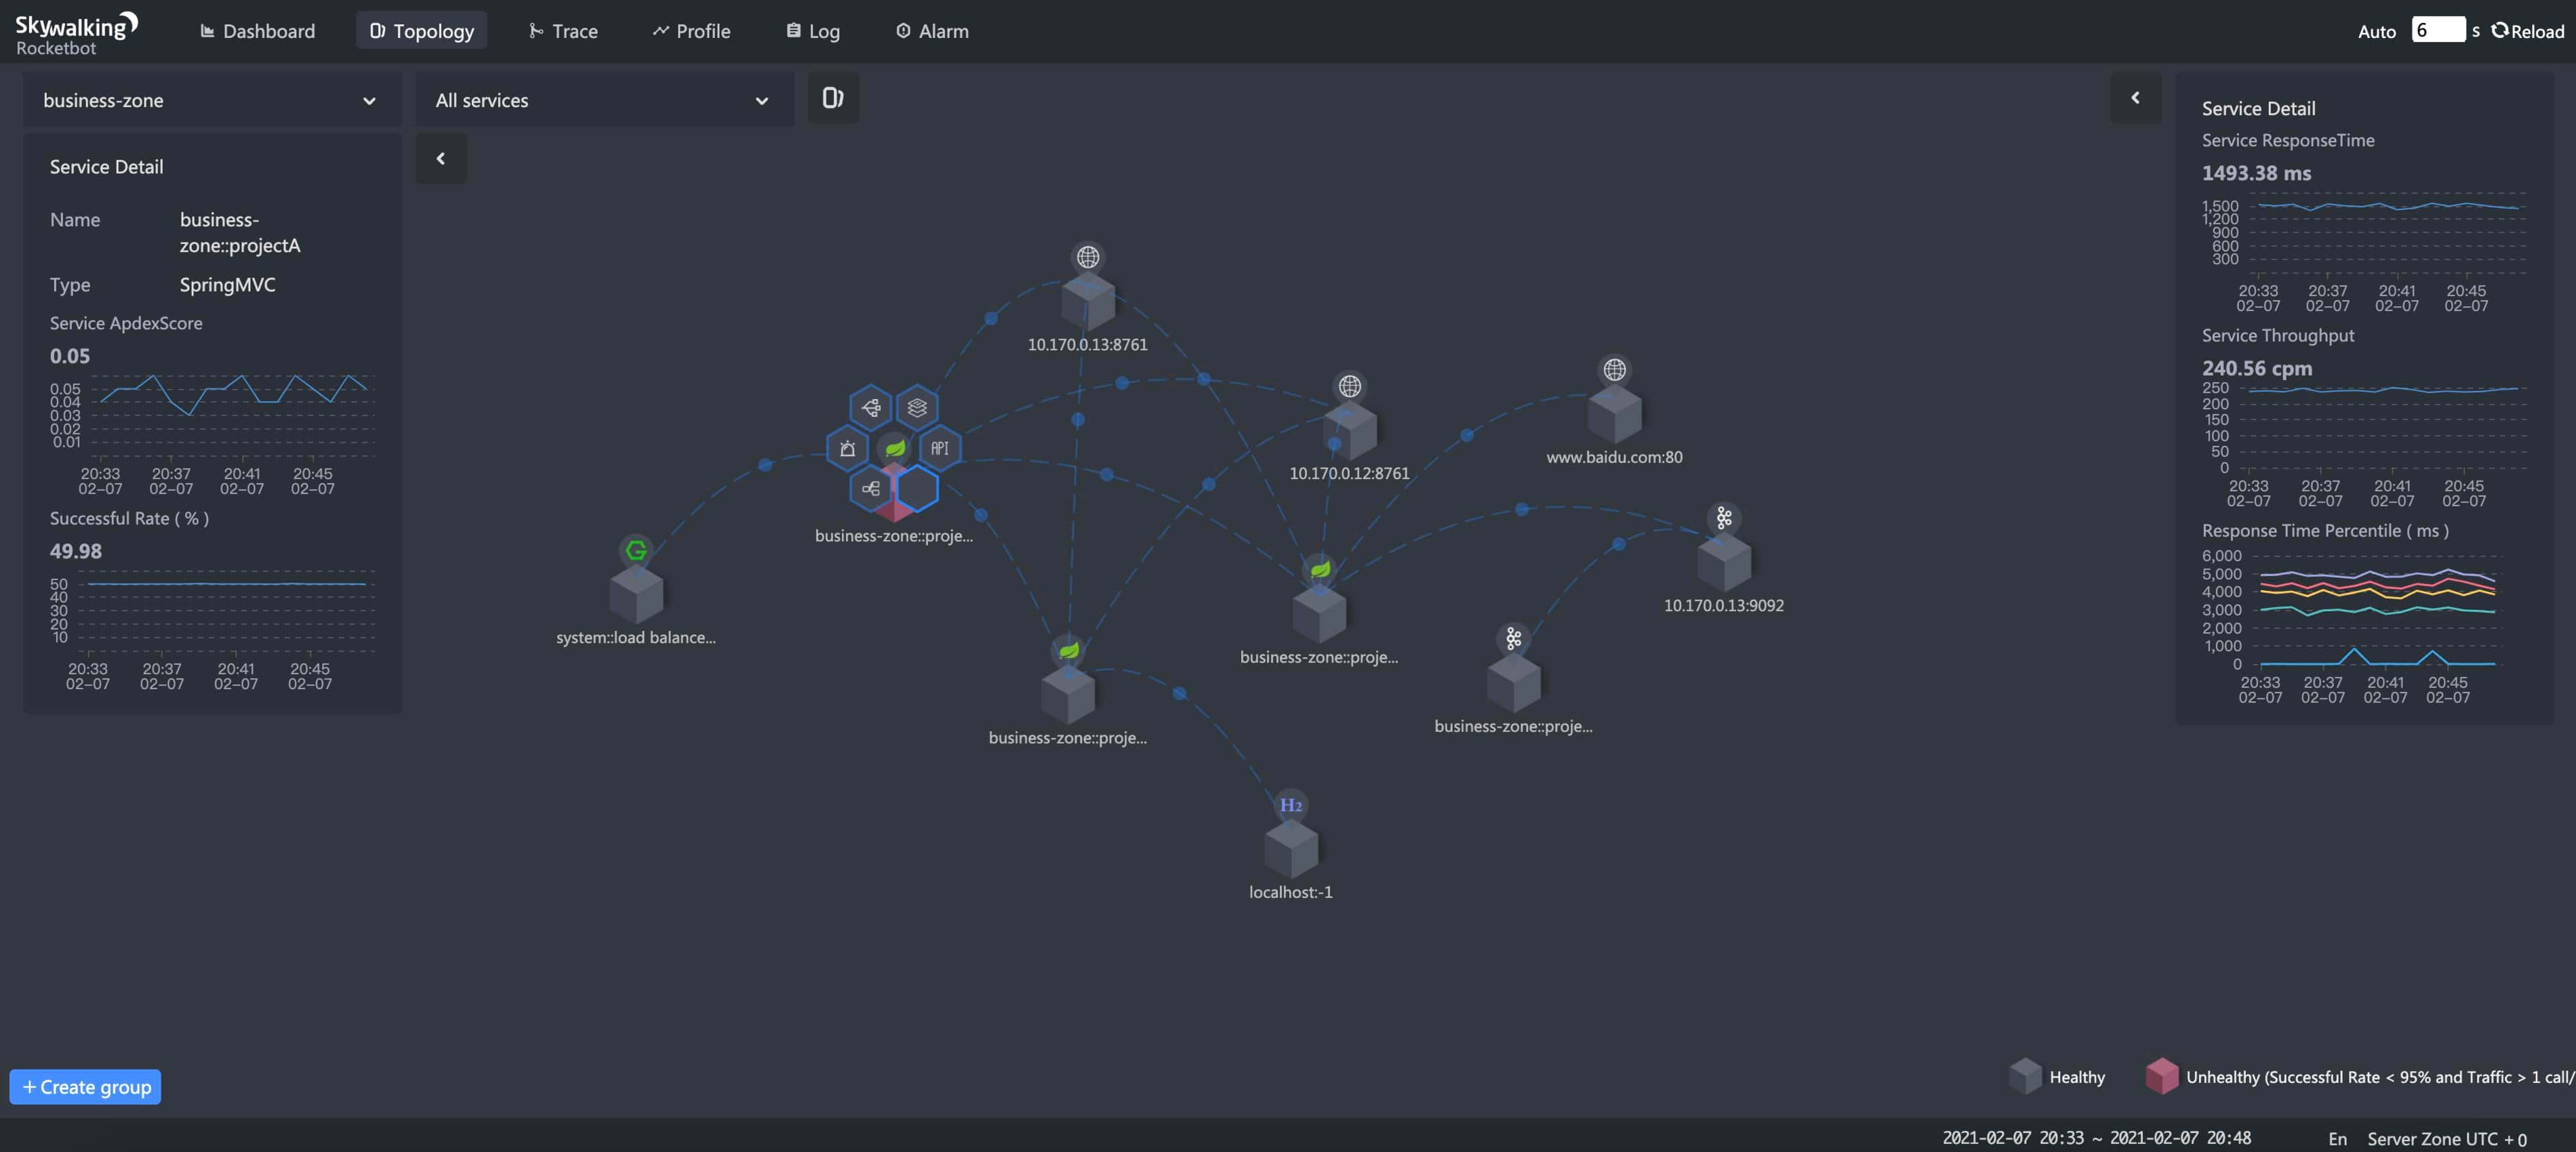 Skywalking
Rocketbot
Dashboard
Topology
Trace
Profile
Log
Alarm
Auto 6 s Reload
business-zone
All services
Service Detail
Name business-zone::projectA
Type SpringMVC
Service ApdexScore
0.05
0.05
0.04
0.03
0.02
0.01
20:33 20:37 20:41 20:45
02-07 02-07 02-07 02-07
Successful Rate ( % )
49.98
50
40
30
20
10
20:33 20:37 20:41 20:45
02-07 02-07 02-07 02-07
10.170.0.13:8761
API
business-zone::proje...
10.170.0.12:8761
www.baidu.com:80
system::load balance...
10.170.0.13:9092
business-zone::proje...
business-zone::proje...
business-zone::proje...
H2
localhost:-1
Service Detail
Service ResponseTime
1493.38 ms
1,500
1,200
900
600
300
20:33 20:37 20:41 20:45
02-07 02-07 02-07 02-07
Service Throughput
240.56 cpm
250
200
150
100
50
0
20:33 20:37 20:41 20:45
02-07 02-07 02-07 02-07
Response Time Percentile ( ms )
6,000
5,000
4,000
3,000
2,000
1,000
0
20:33 20:37 20:41 20:45
02-07 02-07 02-07 02-07
+ Create group
Healthy
Unhealthy (Successful Rate < 95% and Traffic > 1 call/
2021-02-07 20:33 ~ 2021-02-07 20:48
En
Server Zone UTC + 0